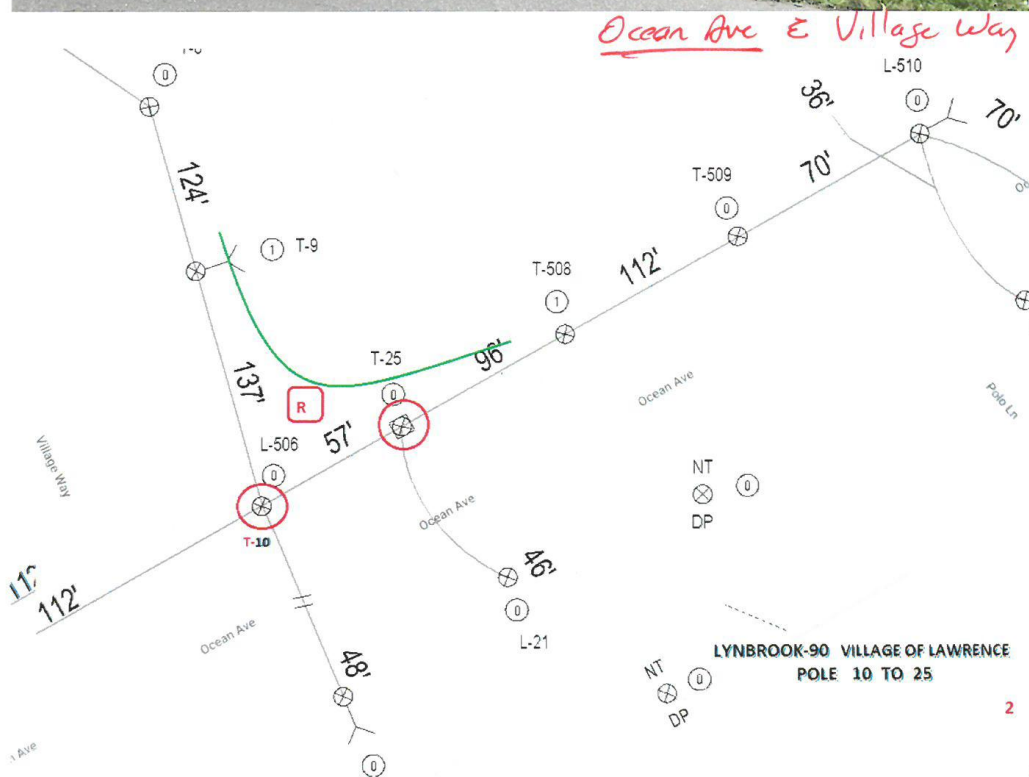 Ocean Ave & Village Way
L-510
0
36'
70'
70'
T-509
0
124'
0
1
T-9
T-508
1
112'
T-25
0
96'
137'
R
57'
L-506
0
T-10
Ocean Ave
Polo Ln
Village Way
Ocean Ave
NT
0
DP
46'
0
L-21
112'
Ocean Ave
48'
0
NT
0
DP
LYNBROOK-90 VILLAGE OF LAWRENCE
POLE 10 TO 25
2
Ave